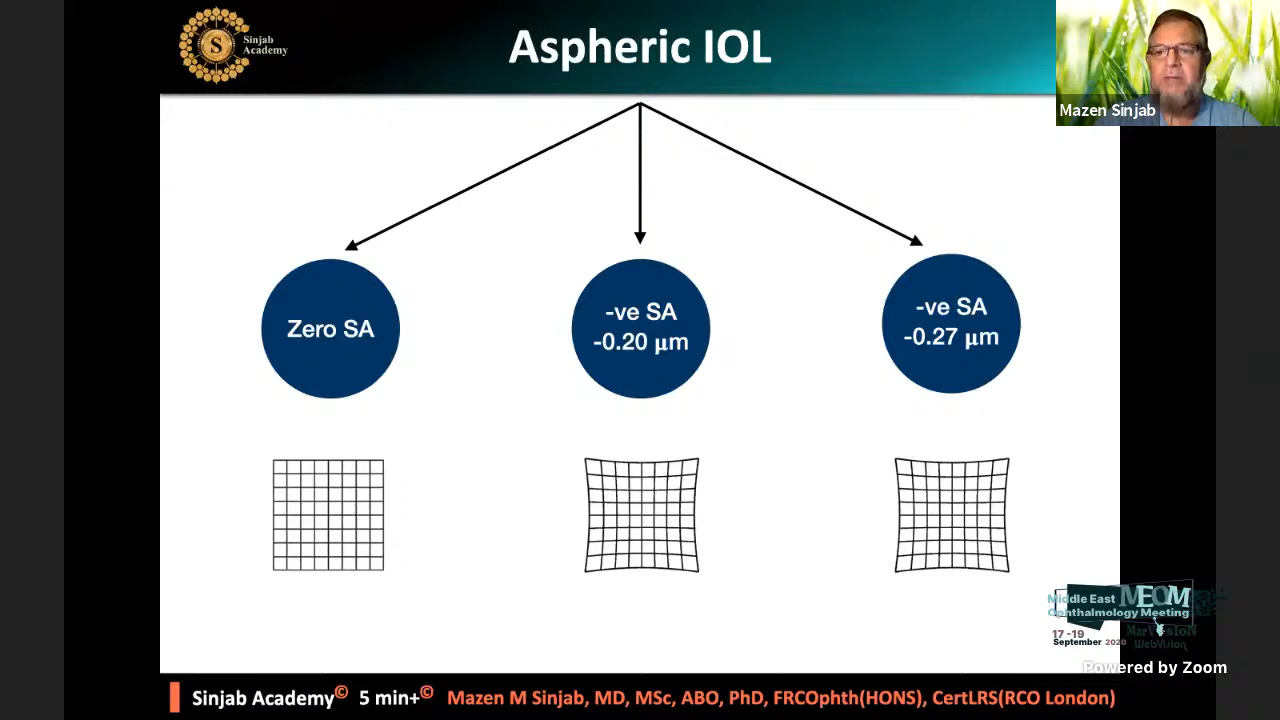 S
Sinjab
Academy
Aspheric IOL
Mazen Sinjab
Zero SA
-ve SA
-0.20 μm
-ve SA
-0.27 μm
Middle East MEOM
Ophthalmology Meeting
17-19
September 2020
MarVision
WebVision
Powered by Zoom
Sinjab Academy© 5 min+© Mazen M Sinjab, MD, MSc, ABO, PhD, FRCOphth(HONS), CertLRS(RCO London)